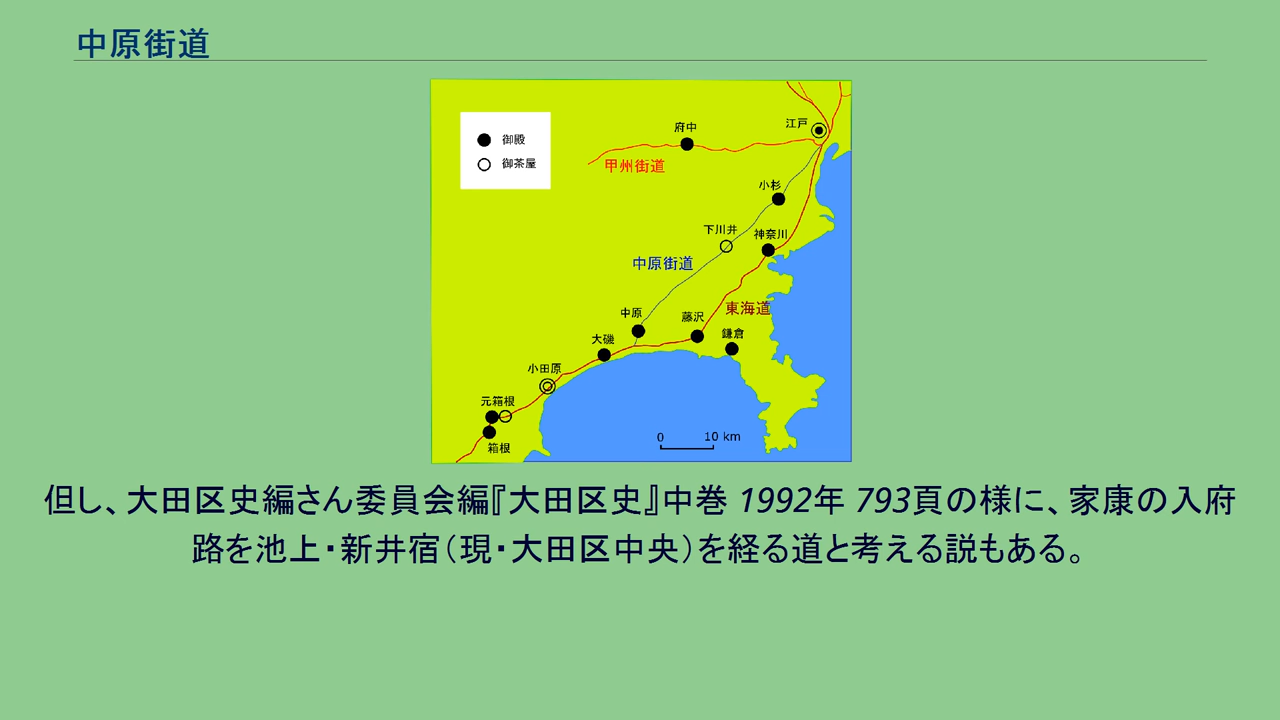 中原街道
御殿
御茶屋
府中
江戸
甲州街道
小杉
下川井
神奈川
中原街道
東海道
中原
藤沢
鎌倉
大磯
小田原
元箱根
箱根
0 10 km
但し、大田区史編さん委員会編『大田区史』中巻 1992年 793頁の様に、家康の入府
路を池上・新井宿（現・大田区中央）を経る道と考える説もある。